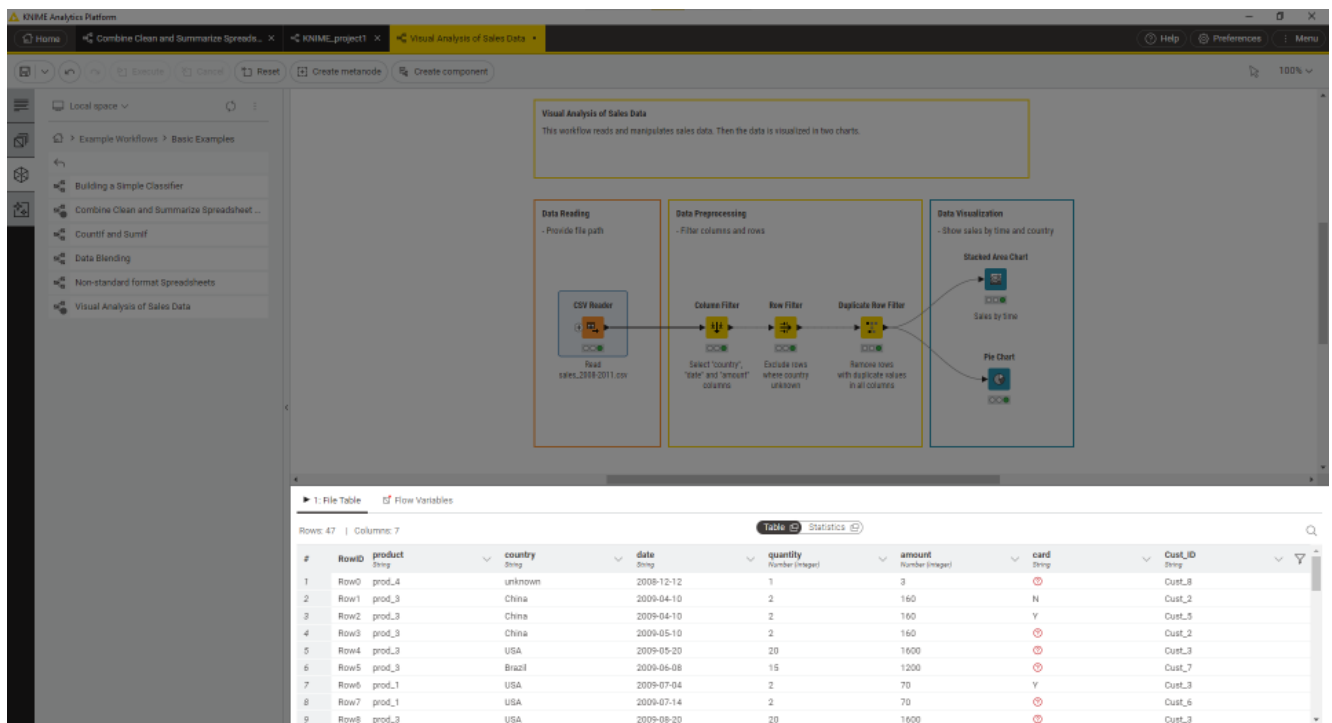 KNIME Analytics Platform
Home
Combine Clean and Summarize Spreads...
KNIME_project1
Visual Analysis of Sales Data
Help
Preferences
Menu
Execute
Cancel
Reset
Create metanode
Create component
100%
Local space
Example Workflows > Basic Examples
Building a Simple Classifier
Combine Clean and Summarize Spreadsheet ...
Countif and Sumif
Data Blending
Non-standard format Spreadsheets
Visual Analysis of Sales Data
Visual Analysis of Sales Data
This workflow reads and manipulates sales data. Then the data is visualized in two charts.
Data Reading
- Provide file path
CSV Reader
Read
sales_2008-2011.csv
Data Preprocessing
- Filter columns and rows
Column Filter
Select "country",
"date" and "amount"
columns
Row Filter
Exclude rows
where country
unknown
Duplicate Row Filter
Remove rows
with duplicate values
in all columns
Data Visualization
- Show sales by time and country
Stacked Area Chart
Sales by time
Pie Chart
1: File Table
Flow Variables
Rows: 47 | Columns: 7
Table
Statistics
# RowID product country date quantity amount card Cust_ID
String String String Number (integer) Number (integer) String String
1 Row0 prod_4 unknown 2008-12-12 1 3 ? Cust_8
2 Row1 prod_3 China 2009-04-10 2 160 N Cust_2
3 Row2 prod_3 China 2009-04-10 2 160 Y Cust_5
4 Row3 prod_3 China 2009-05-10 2 160 ? Cust_2
5 Row4 prod_3 USA 2009-05-20 20 1600 ? Cust_3
6 Row5 prod_3 Brazil 2009-06-08 15 1200 ? Cust_7
7 Row6 prod_1 USA 2009-07-04 2 70 Y Cust_3
8 Row7 prod_1 USA 2009-07-14 2 70 ? Cust_6
9 Row8 prod_3 USA 2009-08-20 20 1600 ? Cust_3